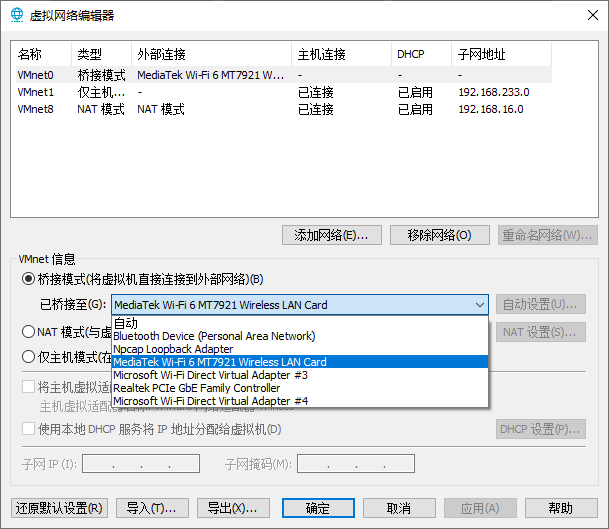 虚拟网络编辑器
名称 类型 外部连接 主机连接 DHCP 子网地址
VMnet0 桥接模式 MediaTek Wi-Fi 6 MT7921 W... - - -
VMnet1 仅主机... - 已连接 已启用 192.168.233.0
VMnet8 NAT 模式 NAT 模式 已连接 已启用 192.168.16.0
添加网络(E)... 移除网络(O) 重命名网络(W)...
VMnet 信息
桥接模式(将虚拟机直接连接到外部网络)(B)
已桥接至(G): MediaTek Wi-Fi 6 MT7921 Wireless LAN Card 自动设置(U)...
自动
Bluetooth Device (Personal Area Network)
NAT 模式(与虚 NAT 设置(S)...
Npcap Loopback Adapter
仅主机模式(在
MediaTek Wi-Fi 6 MT7921 Wireless LAN Card
Microsoft Wi-Fi Direct Virtual Adapter #3
将主机虚拟适
Realtek PCIe GbE Family Controller
Microsoft Wi-Fi Direct Virtual Adapter #4
使用本地 DHCP 服务将 IP 地址分配给虚拟机(D) DHCP 设置(P)...
子网 IP (I): . . . 子网掩码(M): . . .
还原默认设置(R) 导入(T)... 导出(X)... 确定 取消 应用(A) 帮助